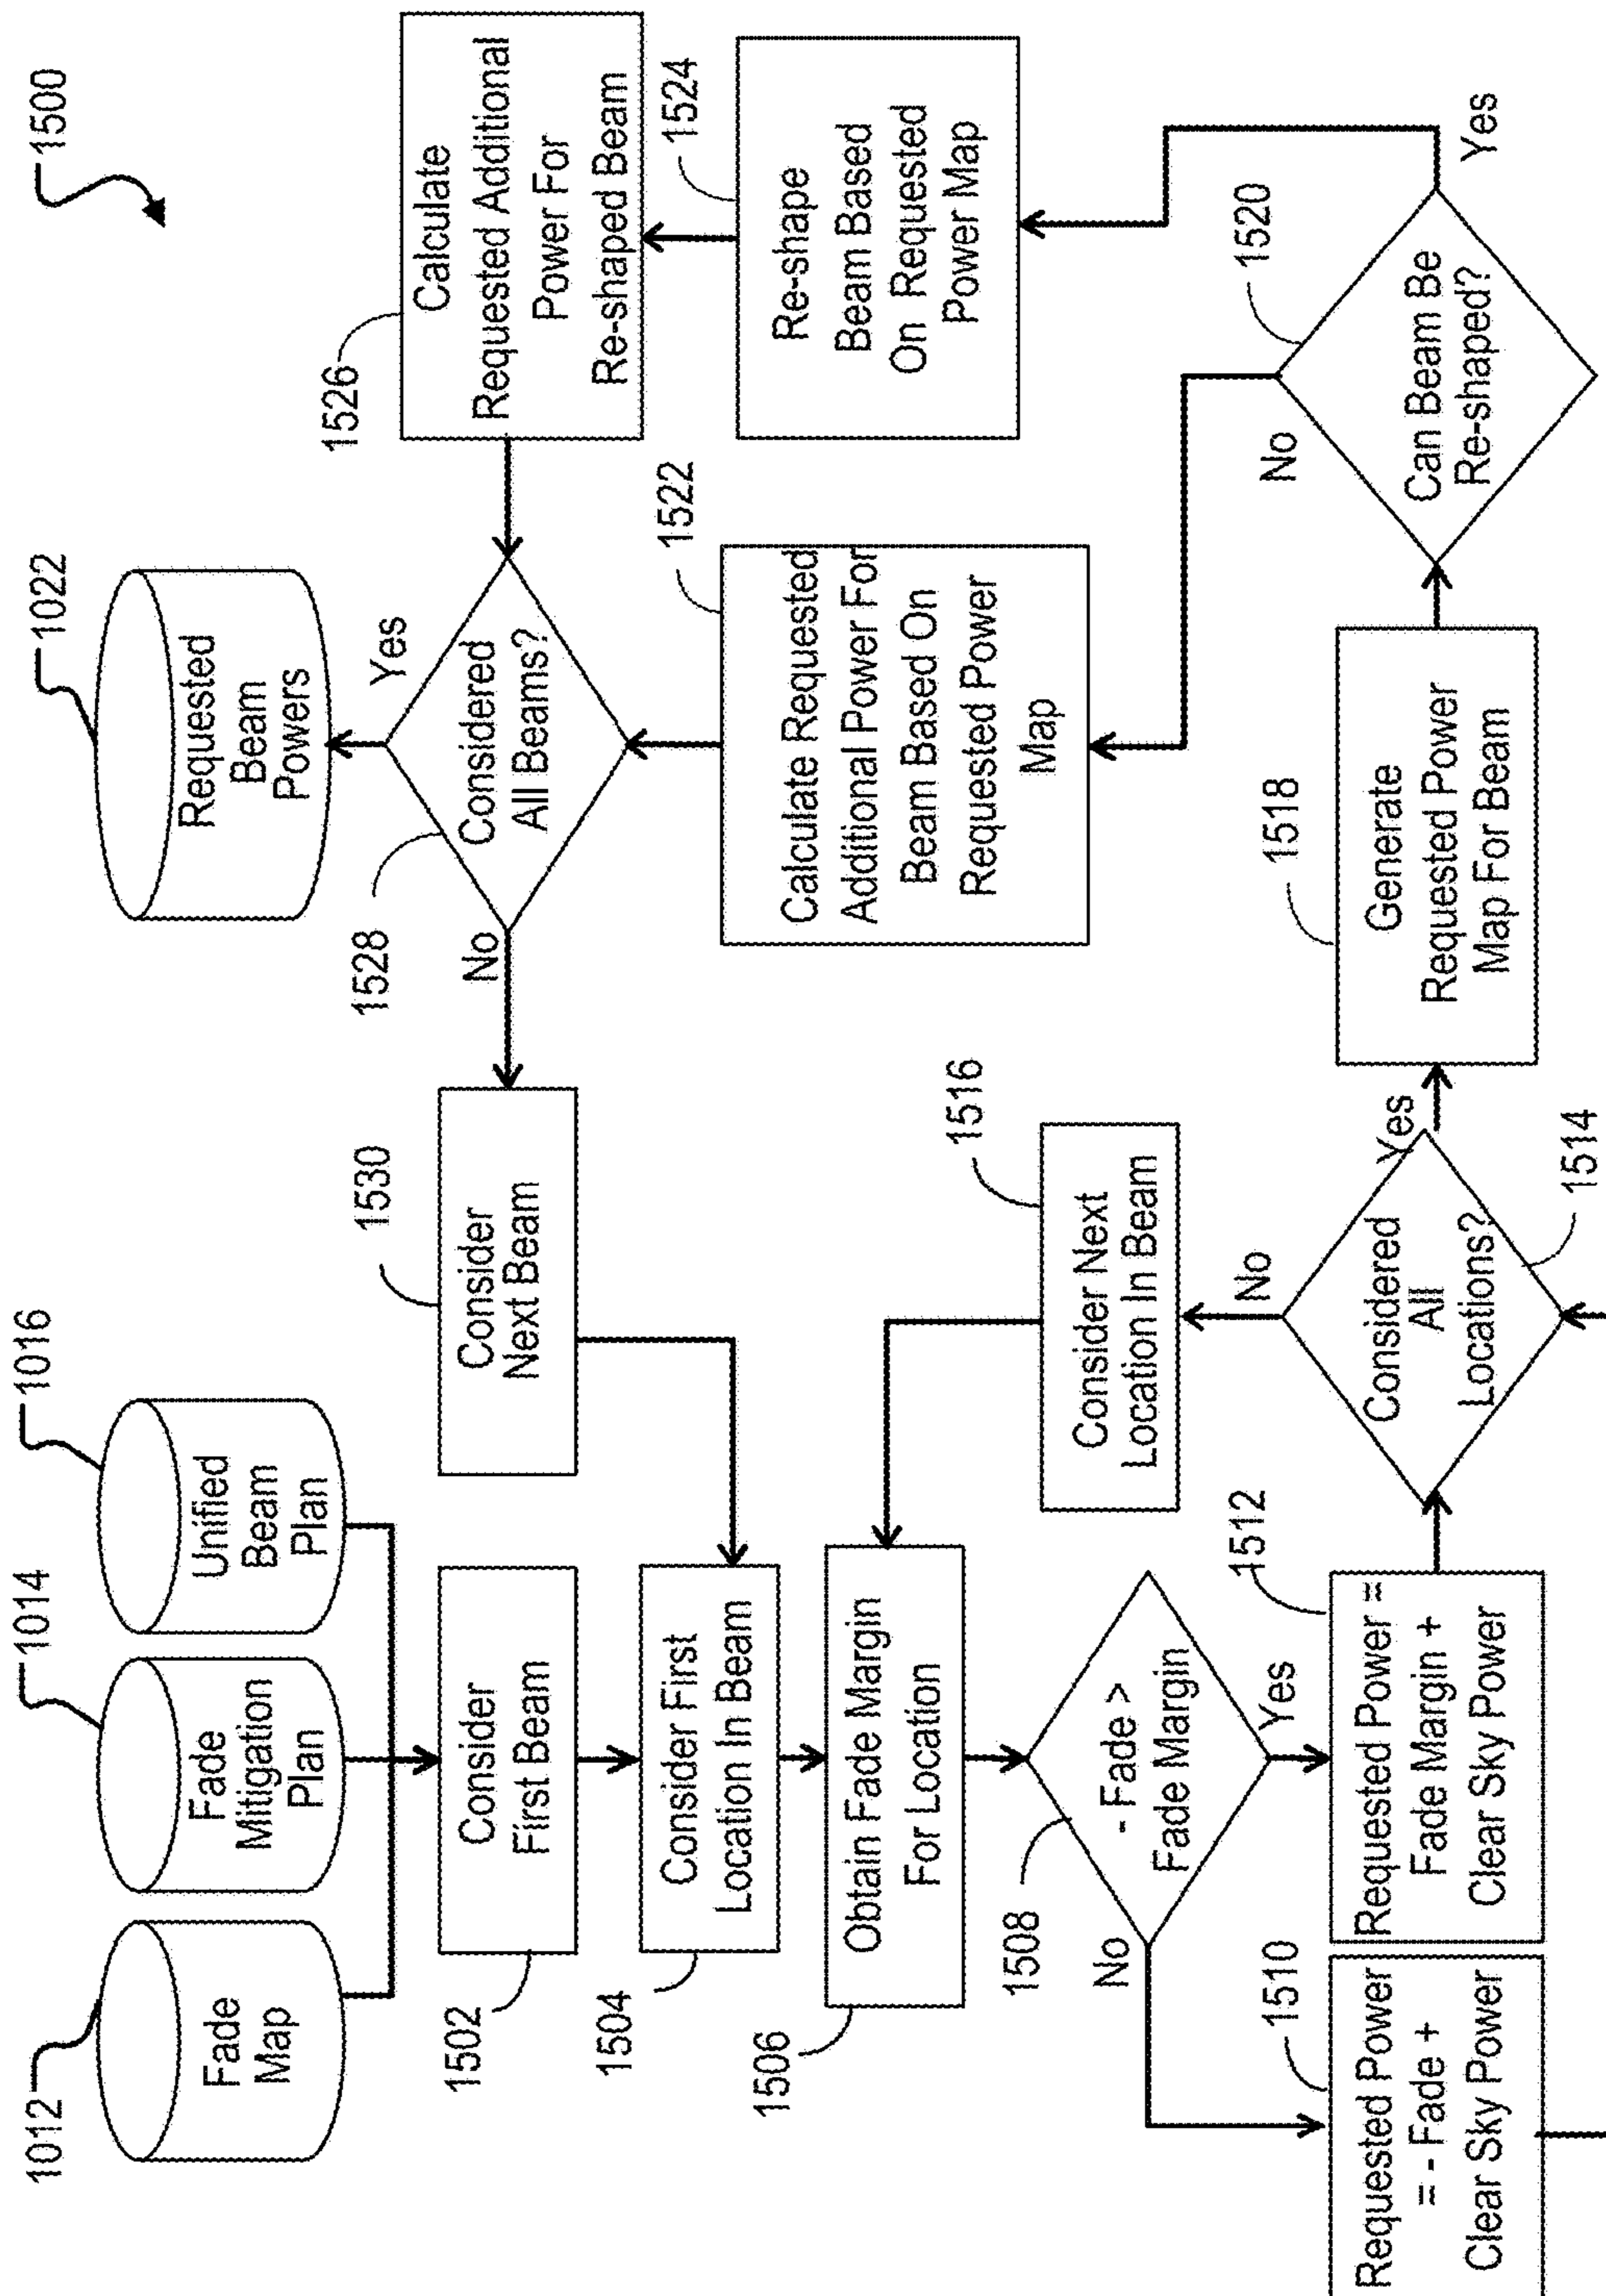 1500
1012
Fade
Map
1014
Fade
Mitigation
Plan
1016
Unified
Beam
Plan
1022
Requested
Beam
Powers
1502
Consider
First Beam
1504
Consider First
Location In Beam
1506
Obtain Fade Margin
For Location
1508
- Fade >
Fade Margin
No
Yes
1510
Requested Power
= - Fade +
Clear Sky Power
1512
Requested Power =
Fade Margin +
Clear Sky Power
1514
Considered
All
Locations?
No
Yes
1516
Consider Next
Location In Beam
1518
Generate
Requested Power
Map For Beam
1520
Can Beam Be
Re-shaped?
No
Yes
1522
Calculate Requested
Additional Power For
Beam Based On
Requested Power
Map
1524
Re-shape
Beam Based
On Requested
Power Map
1526
Calculate
Requested Additional
Power For
Re-shaped Beam
1528
Considered
All Beams?
No
Yes
1530
Consider
Next Beam